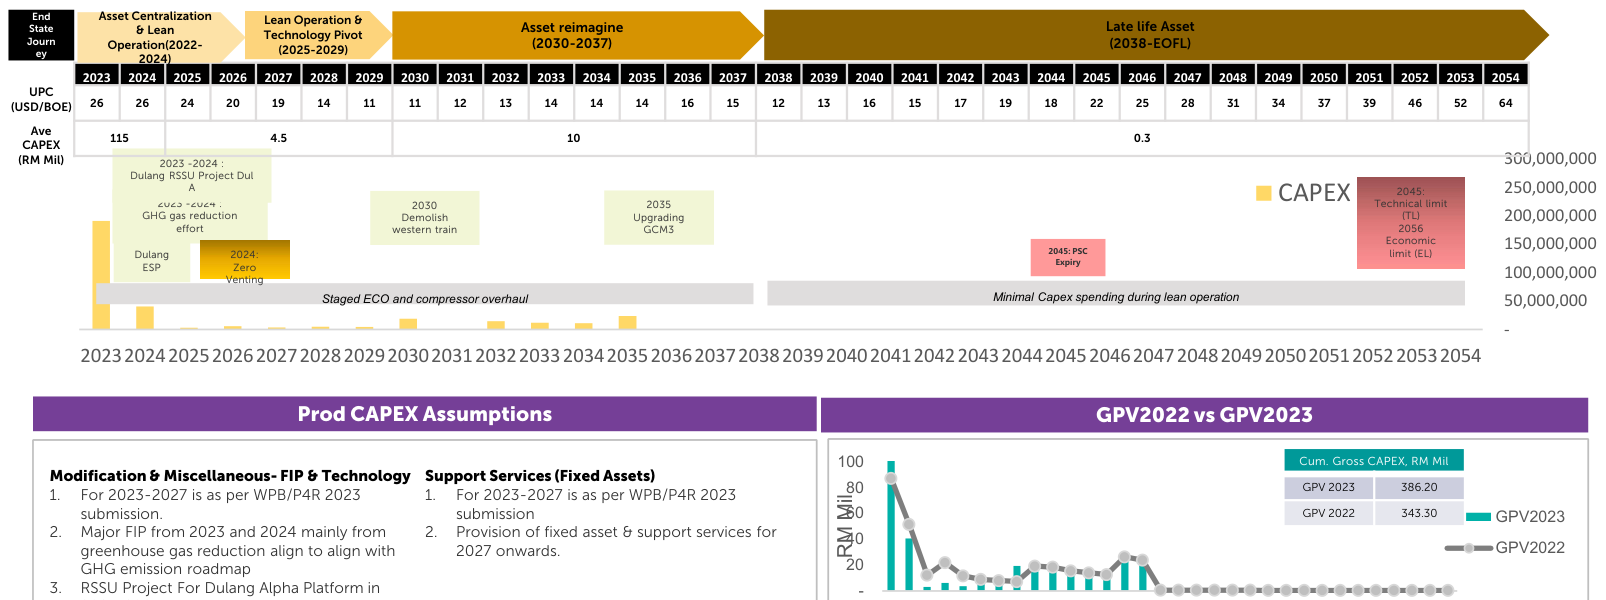 End
State
Journ
ey
Asset Centralization
& Lean
Operation(2022-
2024)
Lean Operation &
Technology Pivot
(2025-2029)
Asset reimagine
(2030-2037)
Late life Asset
(2038-EOFL)
2023 2024 2025 2026 2027 2028 2029 2030 2031 2032 2033 2034 2035 2036 2037 2038 2039 2040 2041 2042 2043 2044 2045 2046 2047 2048 2049 2050 2051 2052 2053 2054
UPC
(USD/BOE)
26 26 24 20 19 14 11 11 12 13 14 14 14 16 15 12 13 16 15 17 19 18 22 25 28 31 34 37 39 46 52 64
Ave
CAPEX
(RM Mil)
115 4.5 10 0.3
2023 -2024 :
Dulang RSSU Project Dul
A
2023 -2024 :
GHG gas reduction
effort
Dulang
ESP
2024:
Zero
Venting
2030
Demolish
western train
2035
Upgrading
GCM3
2045: PSC
Expiry
CAPEX
2045:
Technical limit
(TL)
2056
Economic
limit (EL)
300,000,000
250,000,000
200,000,000
150,000,000
100,000,000
50,000,000
-
Staged ECO and compressor overhaul
Minimal Capex spending during lean operation
2023 2024 2025 2026 2027 2028 2029 2030 2031 2032 2033 2034 2035 2036 2037 2038 2039 2040 2041 2042 2043 2044 2045 2046 2047 2048 2049 2050 2051 2052 2053 2054
Prod CAPEX Assumptions
Modification & Miscellaneous- FIP & Technology
1. For 2023-2027 is as per WPB/P4R 2023
submission.
2. Major FIP from 2023 and 2024 mainly from
greenhouse gas reduction align to align with
GHG emission roadmap
3. RSSU Project For Dulang Alpha Platform in
Support Services (Fixed Assets)
1. For 2023-2027 is as per WPB/P4R 2023
submission
2. Provision of fixed asset & support services for
2027 onwards.
GPV2022 vs GPV2023
RM Mil
100
80
60
40
20
-
Cum. Gross CAPEX, RM Mil
GPV 2023 386.20
GPV 2022 343.30
GPV2023
GPV2022